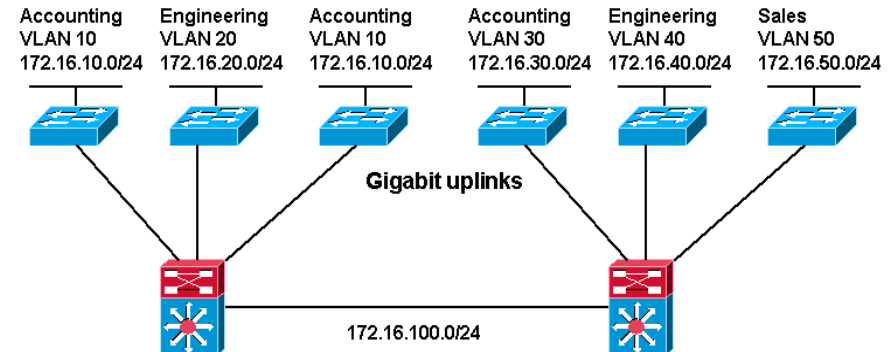 Accounting
VLAN 10
172.16.10.0/24
Engineering
VLAN 20
172.16.20.0/24
Accounting
VLAN 10
172.16.10.0/24
Accounting
VLAN 30
172.16.30.0/24
Engineering
VLAN 40
172.16.40.0/24
Sales
VLAN 50
172.16.50.0/24
Gigabit uplinks
172.16.100.0/24